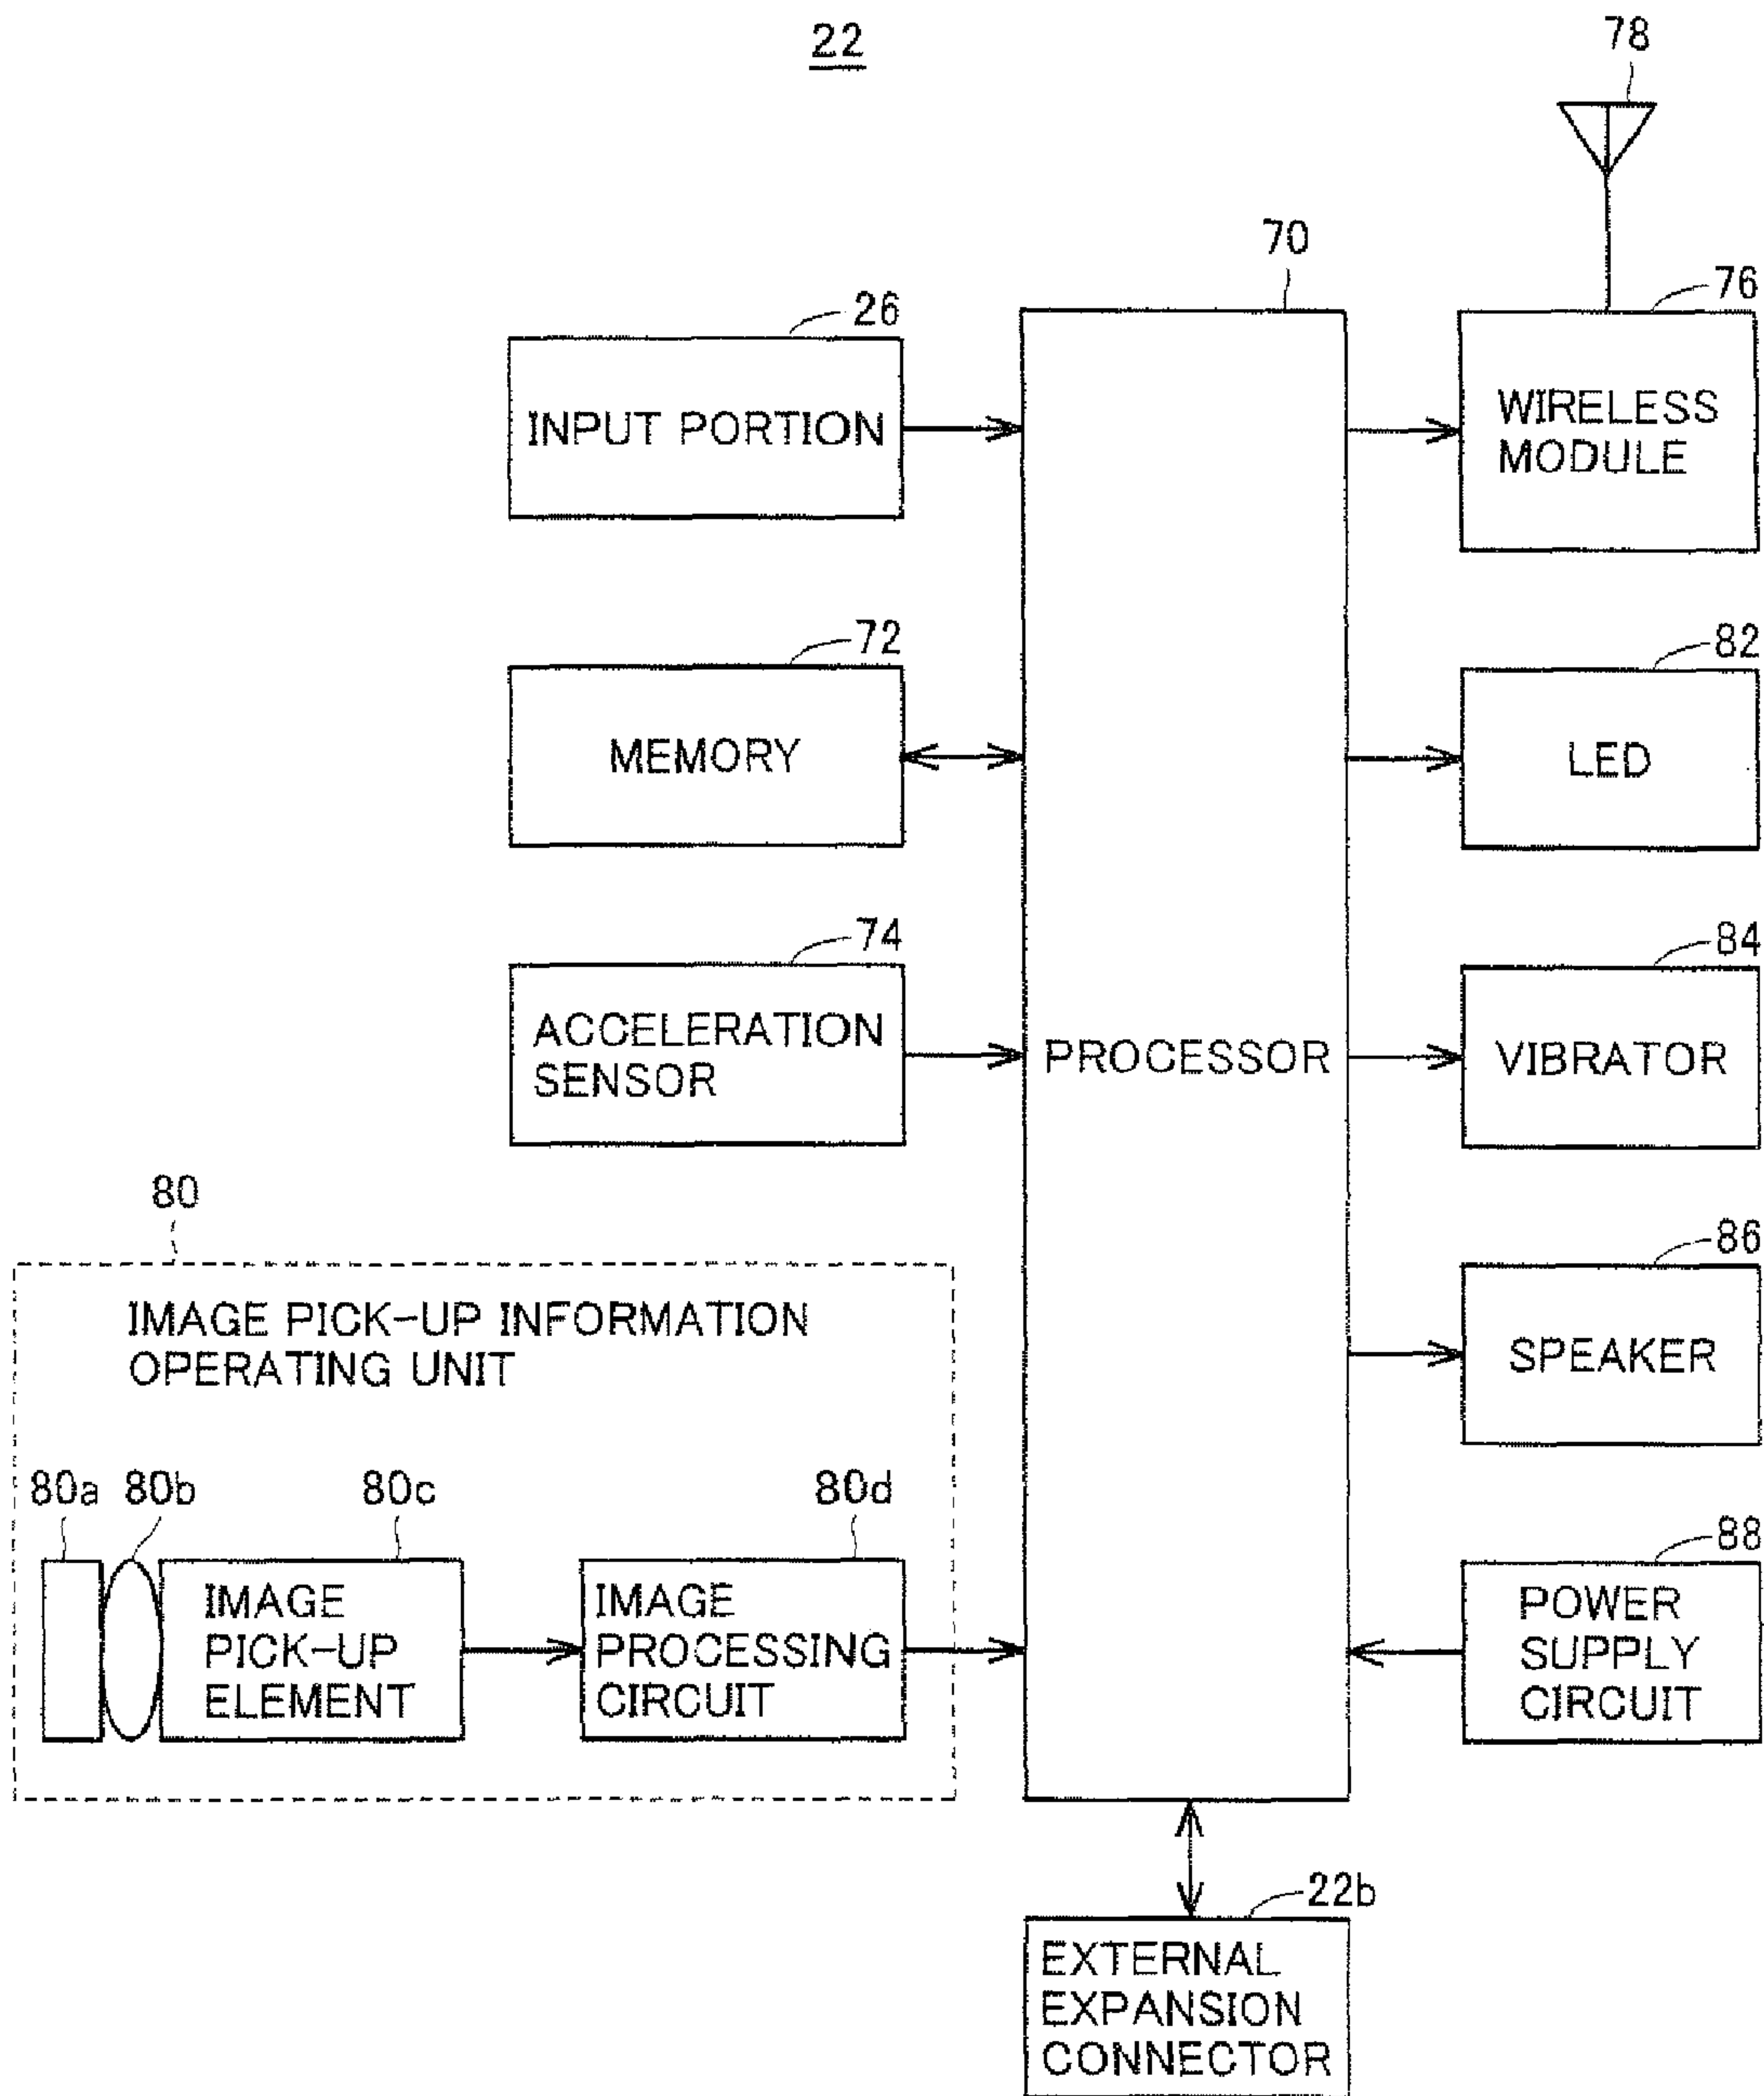 22
78
70
76
26
INPUT PORTION
WIRELESS
MODULE
72
82
MEMORY
LED
74
84
ACCELERATION
SENSOR
PROCESSOR
VIBRATOR
80
86
IMAGE PICK-UP INFORMATION
OPERATING UNIT
SPEAKER
80a
80b
80c
80d
88
IMAGE
PICK-UP
ELEMENT
IMAGE
PROCESSING
CIRCUIT
POWER
SUPPLY
CIRCUIT
22b
EXTERNAL
EXPANSION
CONNECTOR